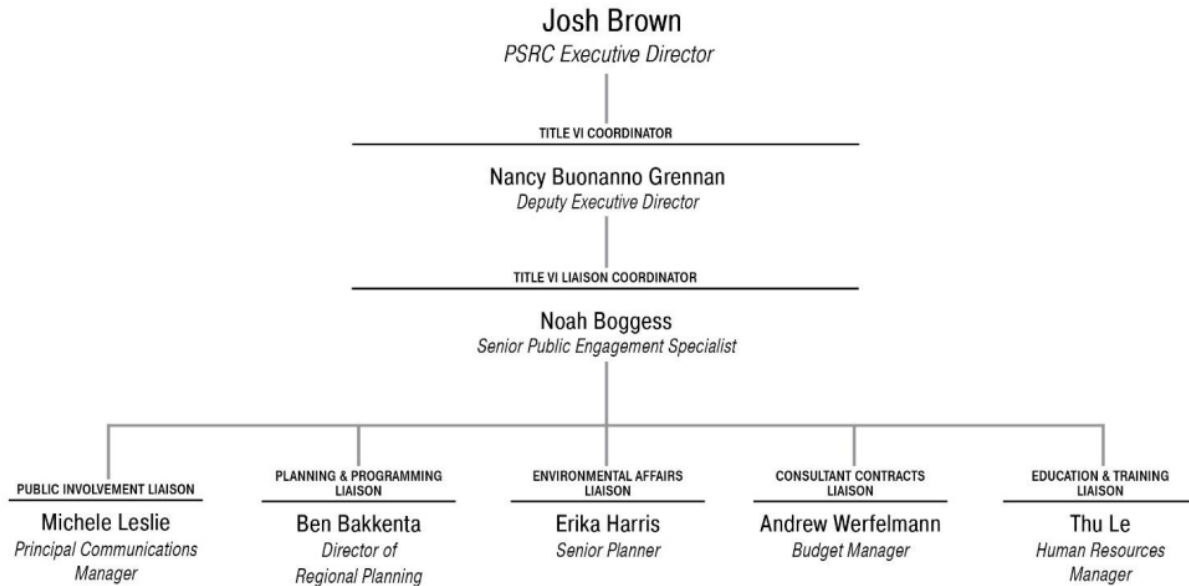 Josh Brown
PSRC Executive Director
TITLE VI COORDINATOR
Nancy Buonanno Grennan
Deputy Executive Director
TITLE VI LIAISON COORDINATOR
Noah Boggess
Senior Public Engagement Specialist
PUBLIC INVOLVEMENT LIAISON
Michele Leslie
Principal Communications
Manager
PLANNING & PROGRAMMING
LIAISON
Ben Bakkenta
Director of
Regional Planning
ENVIRONMENTAL AFFAIRS
LIAISON
Erika Harris
Senior Planner
CONSULTANT CONTRACTS
LIAISON
Andrew Werfelmann
Budget Manager
EDUCATION & TRAINING
LIAISON
Thu Le
Human Resources
Manager